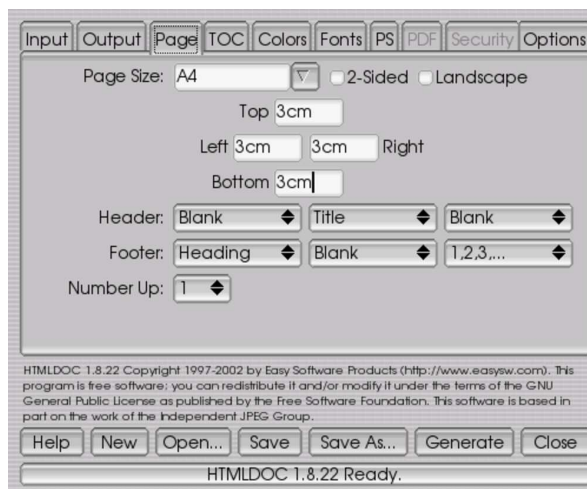 Input Output Page TOC Colors Fonts PS PDF Security Options
Page Size: A4 2-Sided Landscape
Top 3cm
Left 3cm 3cm Right
Bottom 3cm
Header: Blank Title Blank
Footer: Heading Blank 1,2,3,...
Number Up: 1
HTMLDOC 1.8.22 Copyright 1997-2002 by Easy Software Products (http://www.easysw.com). This
program is free software; you can redistribute it and/or modify it under the terms of the GNU
General Public License as published by the Free Software Foundation. This software is based in
part on the work of the Independent JPEG Group.
Help New Open... Save Save As... Generate Close
HTMLDOC 1.8.22 Ready.